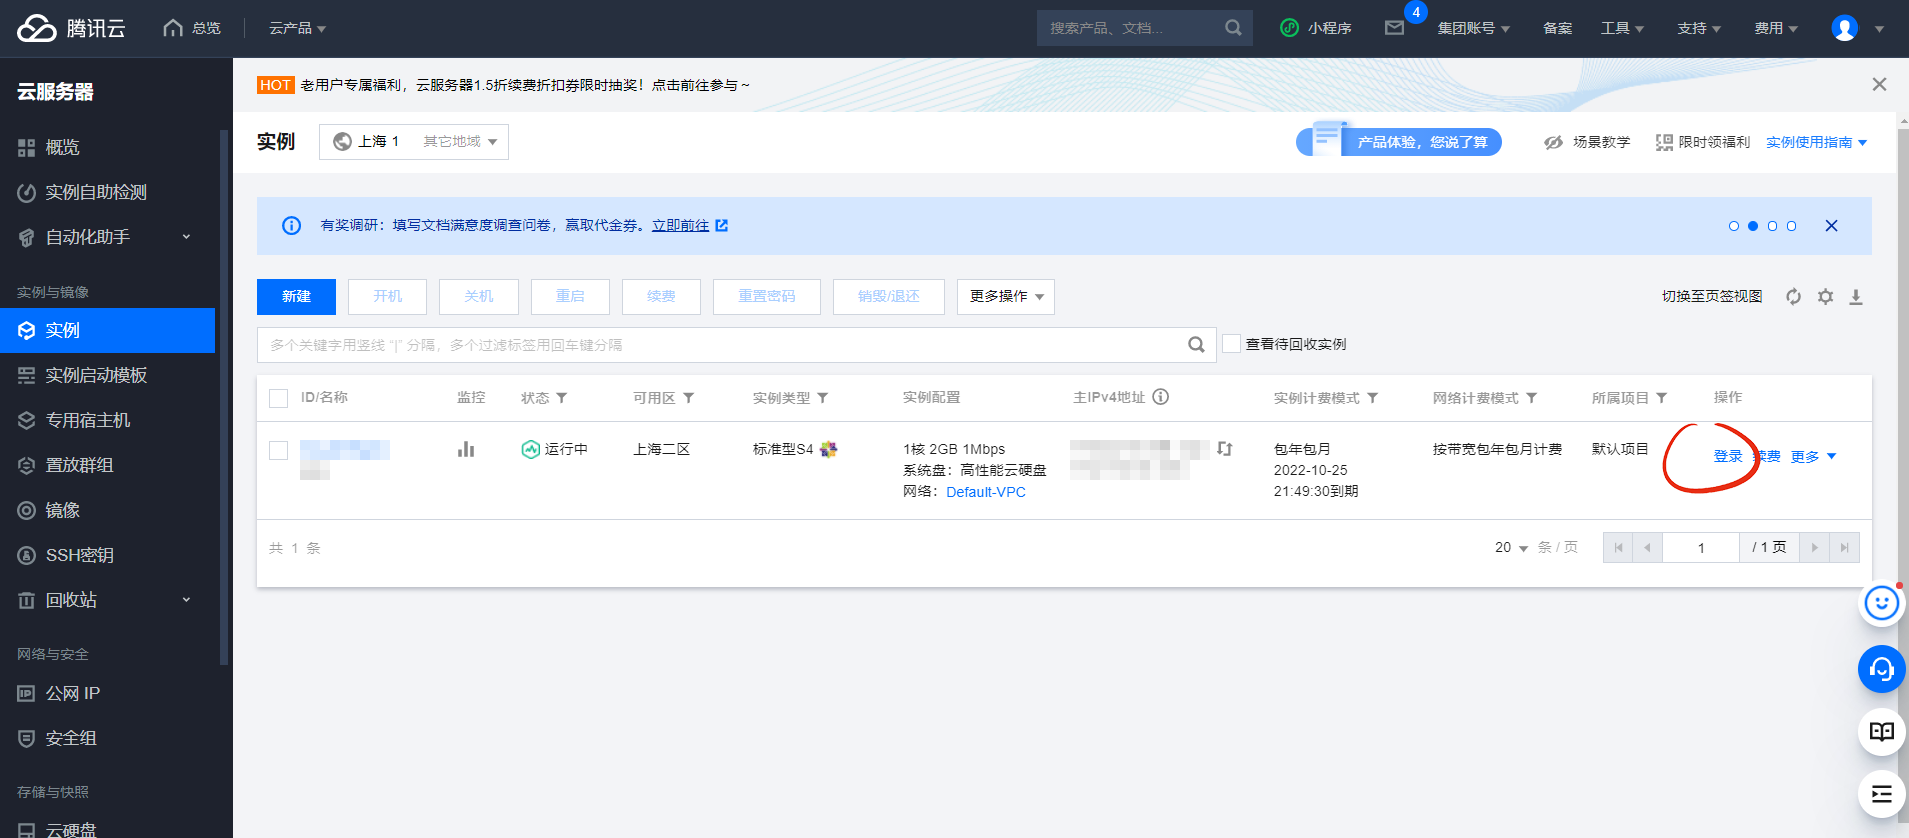 腾讯云
总览
云产品
搜索产品、文档...
小程序
4
集团账号
备案
工具
支持
费用
云服务器
概览
实例自助检测
自动化助手
实例与镜像
实例
实例启动模板
专用宿主机
置放群组
镜像
SSH密钥
回收站
网络与安全
公网 IP
安全组
存储与快照
云硬盘
HOT 老用户专属福利，云服务器1.5折续费折扣券限时抽奖！点击前往参与 ~
实例
上海 1
其它地域
产品体验，您说了算
场景教学
限时领福利
实例使用指南
有奖调研：填写文档满意度调查问卷，赢取代金券。立即前往
新建
开机
关机
重启
续费
重置密码
销毁/退还
更多操作
切换至页签视图
多个关键字用竖线 "|" 分隔，多个过滤标签用回车键分隔
查看待回收实例
ID/名称
监控
状态
可用区
实例类型
实例配置
主IPv4地址
实例计费模式
网络计费模式
所属项目
操作
运行中
上海二区
标准型S4
1核 2GB 1Mbps
系统盘：高性能云硬盘
网络：Default-VPC
包年包月
2022-10-25
21:49:30到期
按带宽包年包月计费
默认项目
登录
续费
更多
共 1 条
20
条 / 页
1
/ 1 页